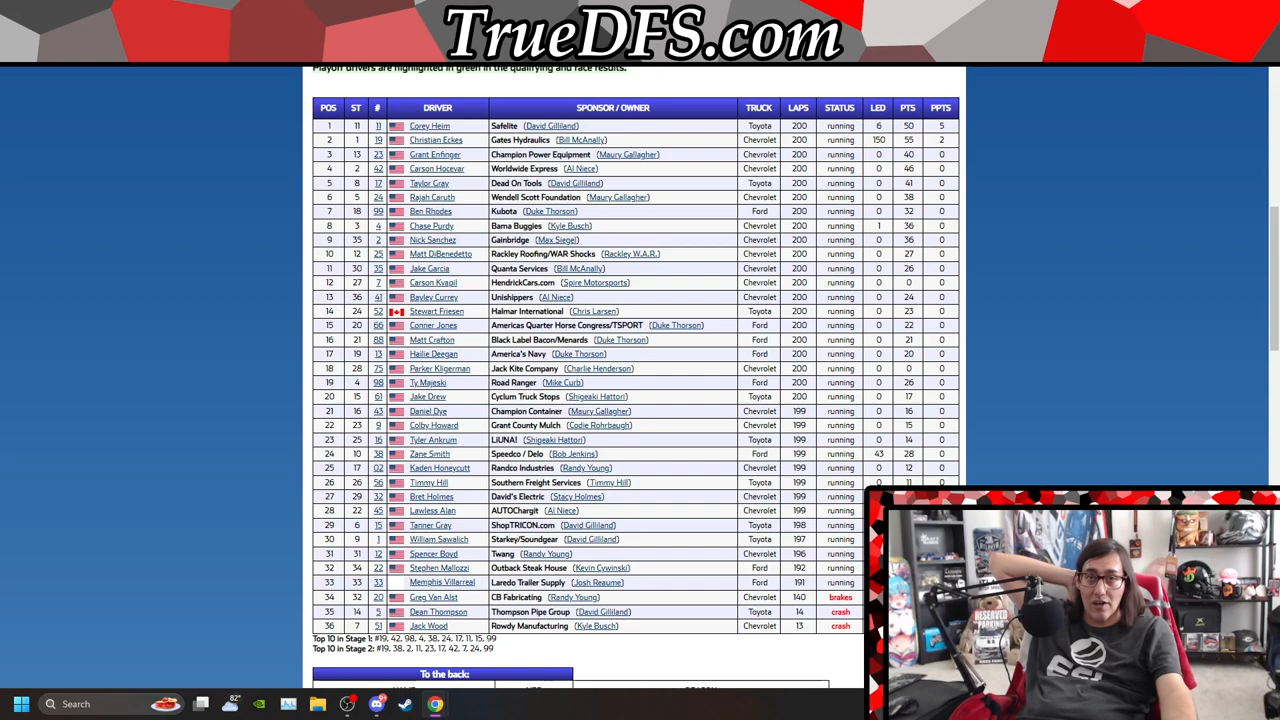 TrueDFS.com
Playoff drivers are highlighted in green in the qualifying and race results.
POS ST # DRIVER SPONSOR / OWNER TRUCK LAPS STATUS LED PTS PPTS
1 11 11 Corey Heim Safelite (David Gilliland) Toyota 200 running 6 50 5
2 1 19 Christian Eckes Gates Hydraulics (Bill McAnally) Chevrolet 200 running 150 55 2
3 13 23 Grant Enfinger Champion Power Equipment (Maury Gallagher) Chevrolet 200 running 0 40 0
4 2 42 Carson Hocevar Worldwide Express (Al Niece) Chevrolet 200 running 0 46 0
5 8 17 Taylor Gray Dead On Tools (David Gilliland) Toyota 200 running 0 41 0
6 5 24 Rajah Caruth Wendell Scott Foundation (Maury Gallagher) Chevrolet 200 running 0 38 0
7 18 99 Ben Rhodes Kubota (Duke Thorson) Ford 200 running 0 32 0
8 3 4 Chase Purdy Bama Buggies (Kyle Busch) Chevrolet 200 running 1 36 0
9 35 2 Nick Sanchez Gainbridge (Max Siegel) Chevrolet 200 running 0 36 0
10 12 25 Matt DiBenedetto Rackley Roofing/WAR Shocks (Rackley W.A.R.) Chevrolet 200 running 0 27 0
11 30 35 Jake Garcia Quanta Services (Bill McAnally) Chevrolet 200 running 0 26 0
12 27 7 Carson Kvapil HendrickCars.com (Spire Motorsports) Chevrolet 200 running 0 0 0
13 36 41 Bayley Currey Unishippers (Al Niece) Chevrolet 200 running 0 24 0
14 24 52 Stewart Friesen Halmar International (Chris Larsen) Toyota 200 running 0 23 0
15 20 66 Conner Jones Americas Quarter Horse Congress/TSPORT (Duke Thorson) Ford 200 running 0 22 0
16 21 88 Matt Crafton Black Label Bacon/Menards (Duke Thorson) Ford 200 running 0 21 0
17 19 13 Hailie Deegan America's Navy (Duke Thorson) Ford 200 running 0 20 0
18 28 75 Parker Kligerman Jack Kite Company (Charlie Henderson) Chevrolet 200 running 0 0 0
19 4 98 Ty Majeski Road Ranger (Mike Curb) Ford 200 running 0 26 0
20 15 61 Jake Drew Cyclum Truck Stops (Shigeaki Hattori) Toyota 200 running 0 17 0
21 16 43 Daniel Dye Champion Container (Maury Gallagher) Chevrolet 199 running 0 16 0
22 23 9 Colby Howard Grant County Mulch (Codie Rohrbaugh) Chevrolet 199 running 0 15 0
23 25 16 Tyler Ankrum LiUNA! (Shigeaki Hattori) Toyota 199 running 0 14 0
24 10 38 Zane Smith Speedco / Delo (Bob Jenkins) Ford 199 running 43 28 0
25 17 02 Kaden Honeycutt Randco Industries (Randy Young) Chevrolet 199 running 0 12 0
26 26 56 Timmy Hill Southern Freight Services (Timmy Hill) Toyota 199 running 0 11 0
27 29 32 Bret Holmes David's Electric (Stacy Holmes) Chevrolet 199 running
28 22 45 Lawless Alan AUTOChargit (Al Niece) Chevrolet 199 running
29 6 15 Tanner Gray ShopTRICON.com (David Gilliland) Toyota 198 running
30 9 1 William Sawalich Starkey/Soundgear (David Gilliland) Toyota 197 running
31 31 12 Spencer Boyd Twang (Randy Young) Chevrolet 196 running
32 34 22 Stephen Mallozzi Outback Steak House (Kevin Cywinski) Ford 192 running
33 33 33 Memphis Villarreal Laredo Trailer Supply (Josh Reaume) Ford 191 running
34 32 20 Greg Van Alst CB Fabricating (Randy Young) Chevrolet 140 brakes
35 14 5 Dean Thompson Thompson Pipe Group (David Gilliland) Toyota 14 crash
36 7 51 Jack Wood Rowdy Manufacturing (Kyle Busch) Chevrolet 13 crash
Top 10 in Stage 1: #19, 42, 98, 4, 38, 24, 17, 11, 15, 99
Top 10 in Stage 2: #19, 38, 2, 11, 23, 17, 42, 7, 24, 99
To the back:
RESERVED
PARKING
Search
82°